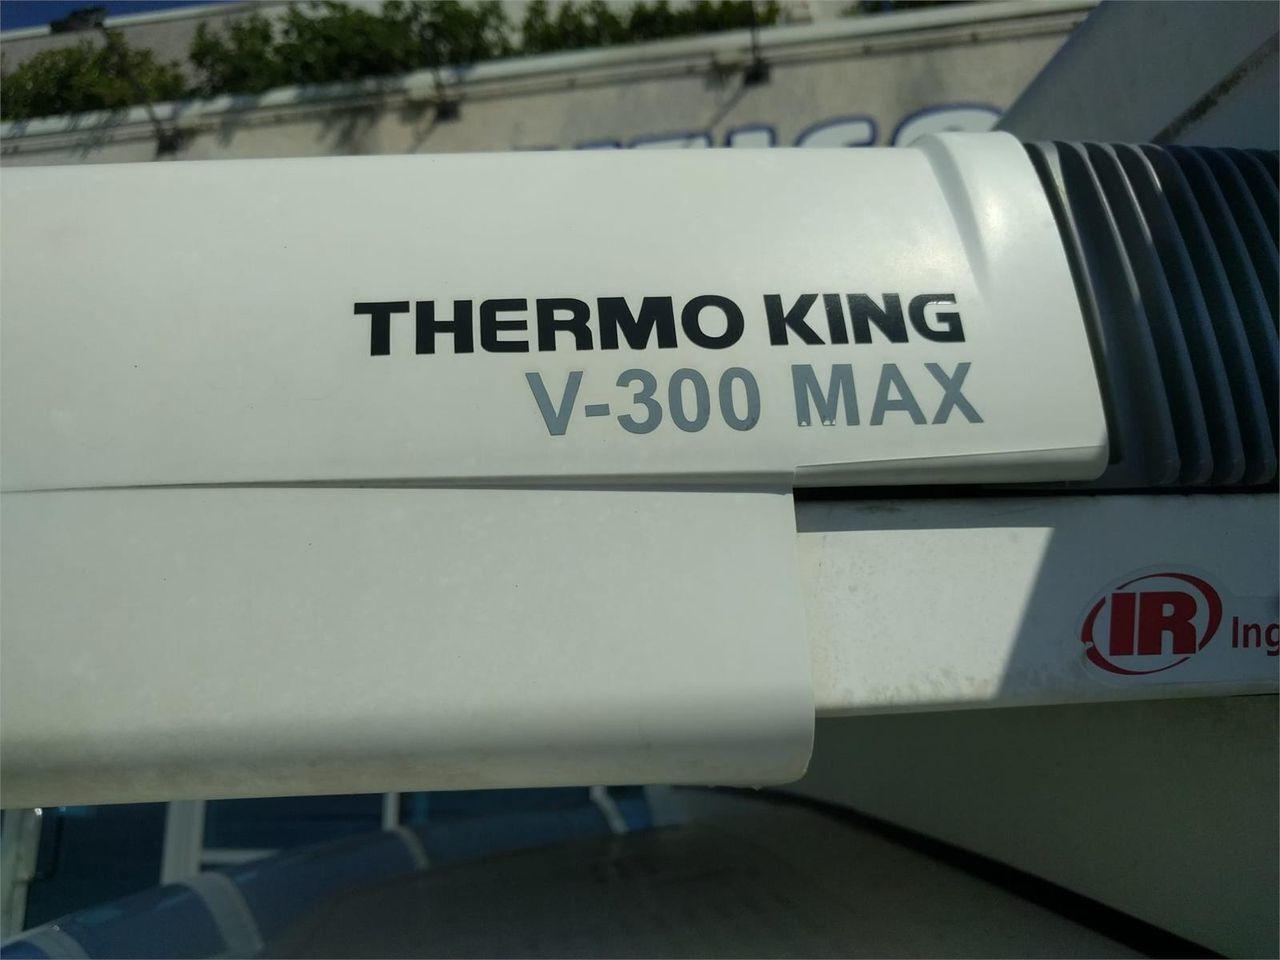 THERMO KING
V-300 MAX
IR Ing